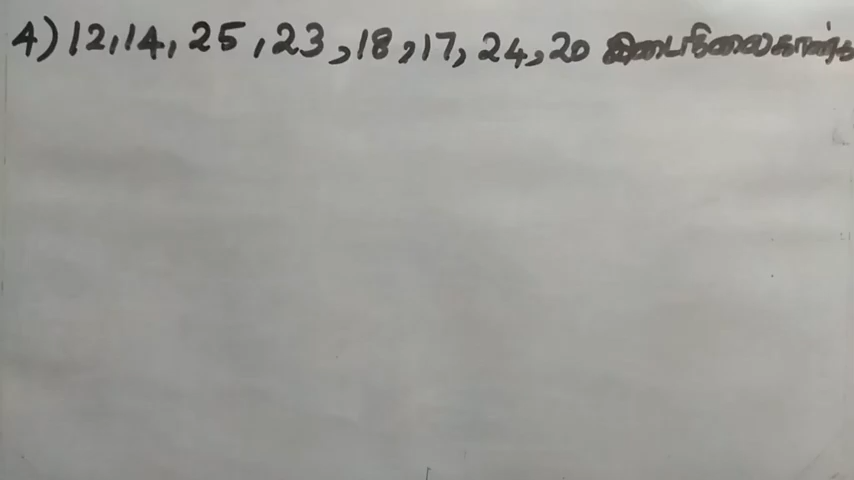 4) 12, 14, 25, 23, 18, 17, 24, 20 இடைநிலை காண்க